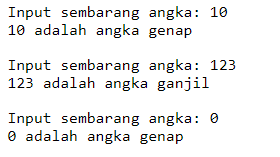 Input sembarang angka: 10
10 adalah angka genap
Input sembarang angka: 123
123 adalah angka ganjil
Input sembarang angka: 0
0 adalah angka genap